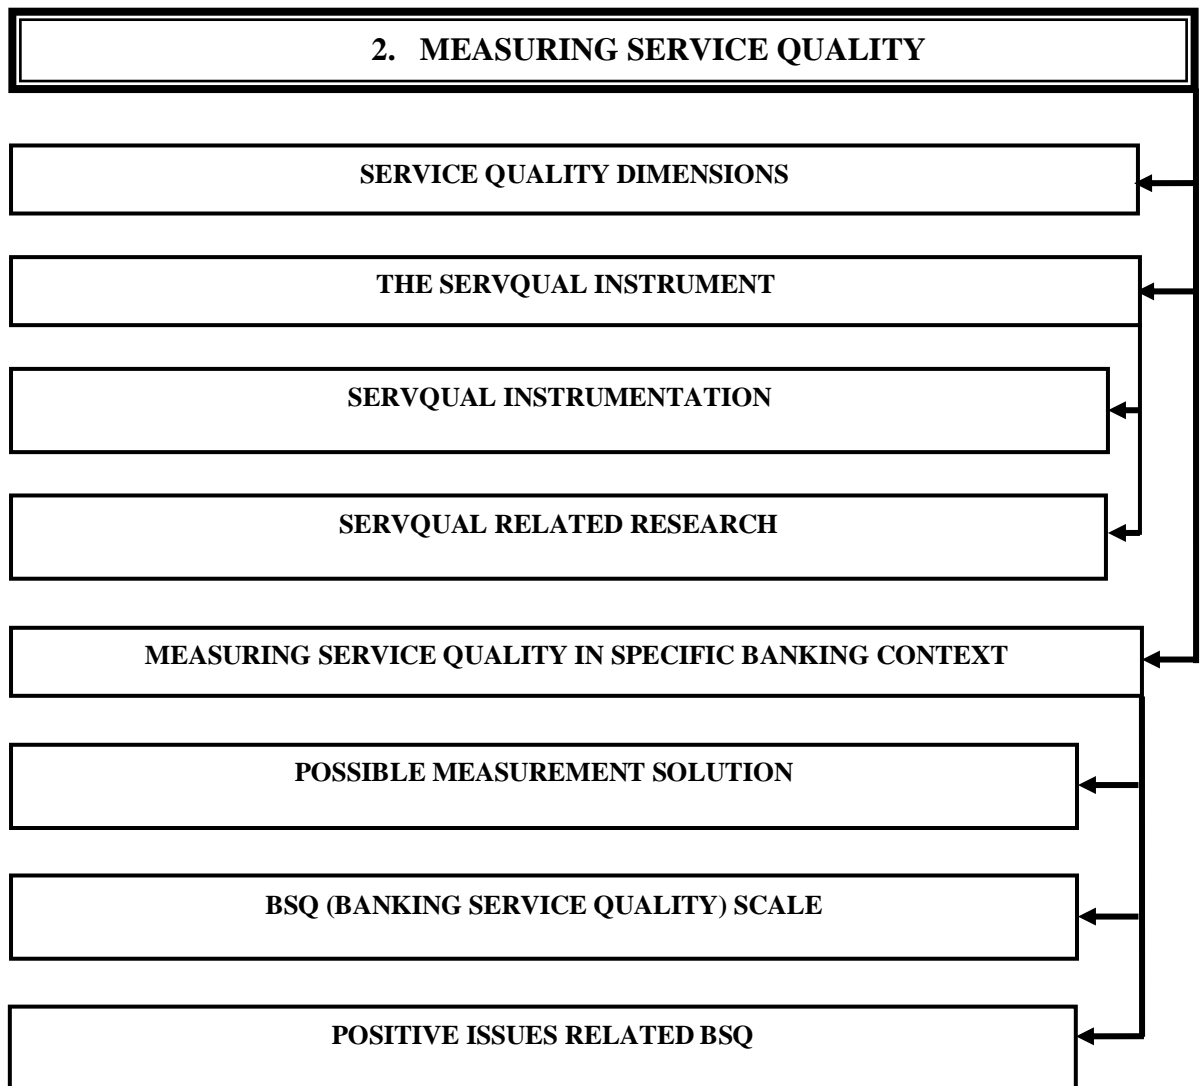 2. MEASURING SERVICE QUALITY
SERVICE QUALITY DIMENSIONS
THE SERVQUAL INSTRUMENT
SERVQUAL INSTRUMENTATION
SERVQUAL RELATED RESEARCH
MEASURING SERVICE QUALITY IN SPECIFIC BANKING CONTEXT
POSSIBLE MEASUREMENT SOLUTION
BSQ (BANKING SERVICE QUALITY) SCALE
POSITIVE ISSUES RELATED BSQ